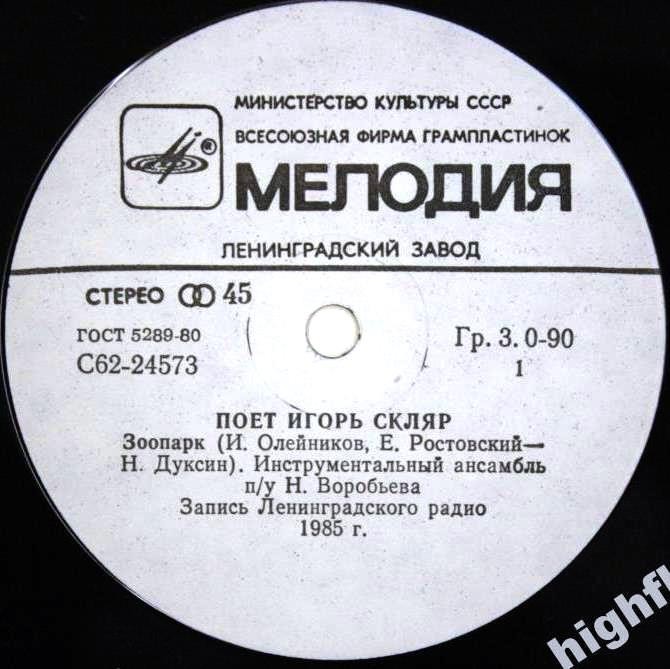 МИНИСТЕРСТВО КУЛЬТУРЫ СССР
ВСЕСОЮЗНАЯ ФИРМА ГРАМПЛАСТИНОК
®
МЕЛОДИЯ
ЛЕНИНГРАДСКИЙ ЗАВОД
СТЕРЕО 45
ГОСТ 5289-80
С62-24573
Гр. 3. 0-90
1
ПОЕТ ИГОРЬ СКЛЯР
Зоопарк (И. Олейников, Е. Ростовский—
Н. Дуксин). Инструментальный ансамбль
п/у Н. Воробьева
Запись Ленинградского радио
1985 г.